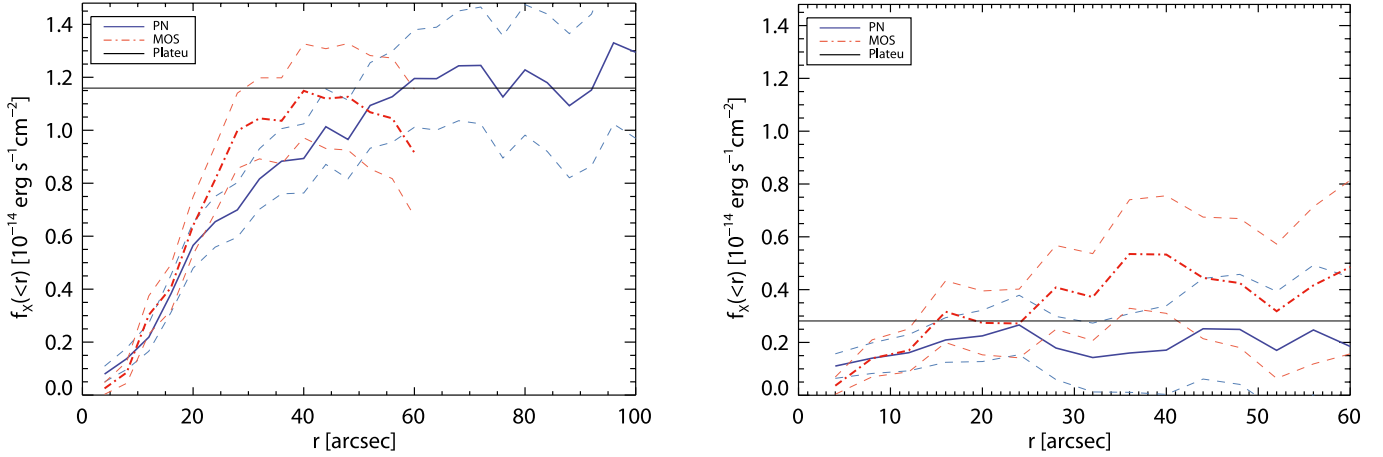 PN
MOS
Plateu
f_X(<r) [10^−14 erg s^−1 cm^−2]
1.4
1.2
1.0
0.8
0.6
0.4
0.2
0.0
0 20 40 60 80 100
r [arcsec]
PN
MOS
Plateu
f_X(<r) [10^−14 erg s^−1 cm^−2]
1.4
1.2
1.0
0.8
0.6
0.4
0.2
0.0
0 10 20 30 40 50 60
r [arcsec]